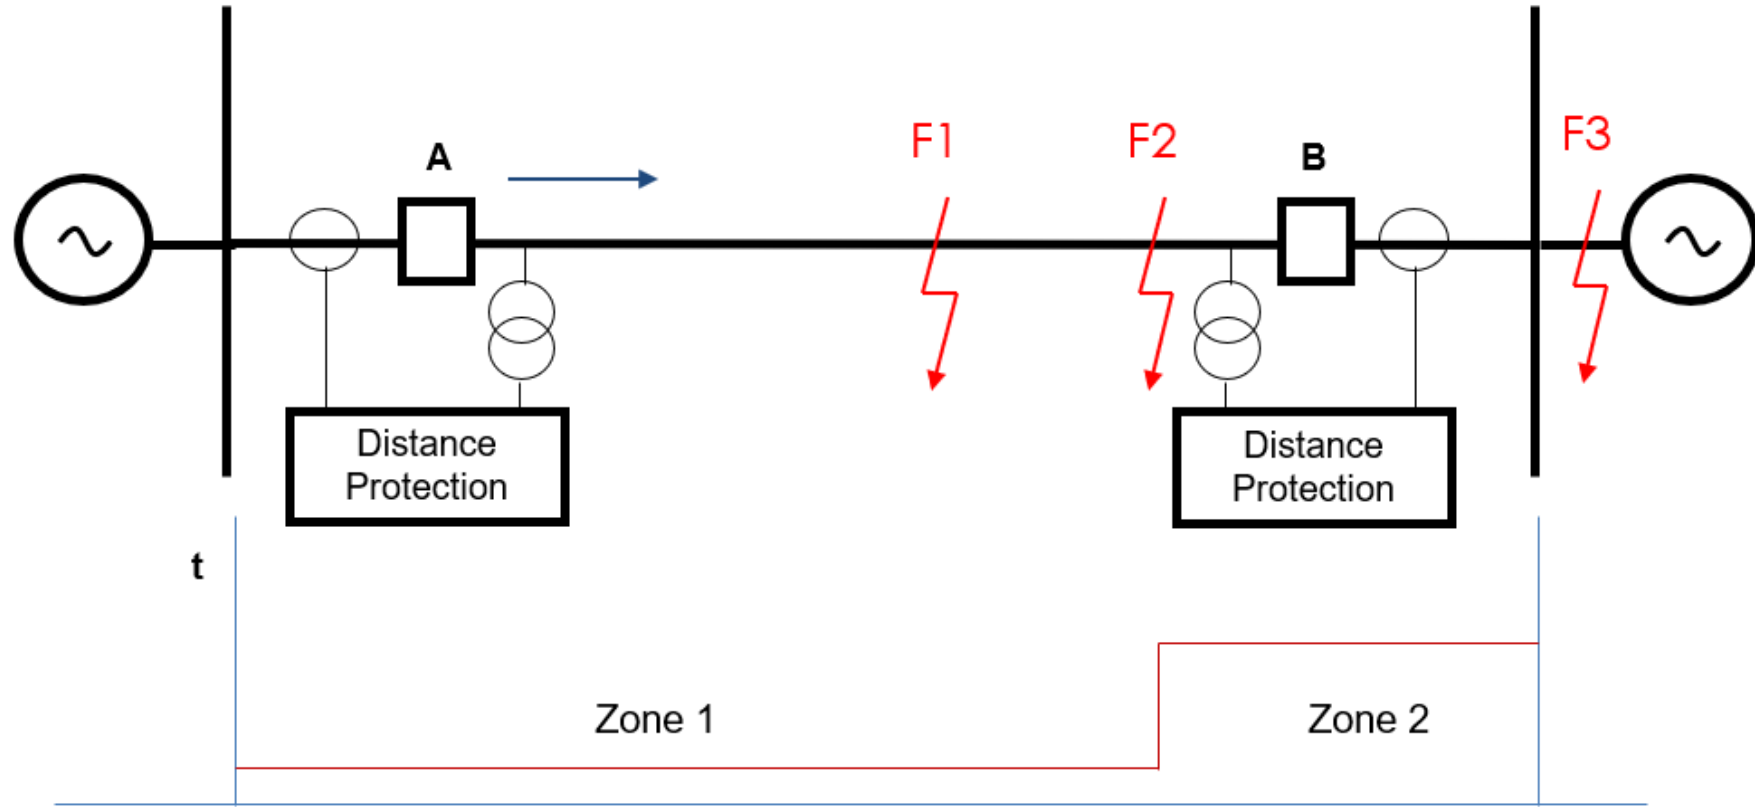 F1
F2
F3
A
B
Distance
Protection
Distance
Protection
t
Zone 1
Zone 2